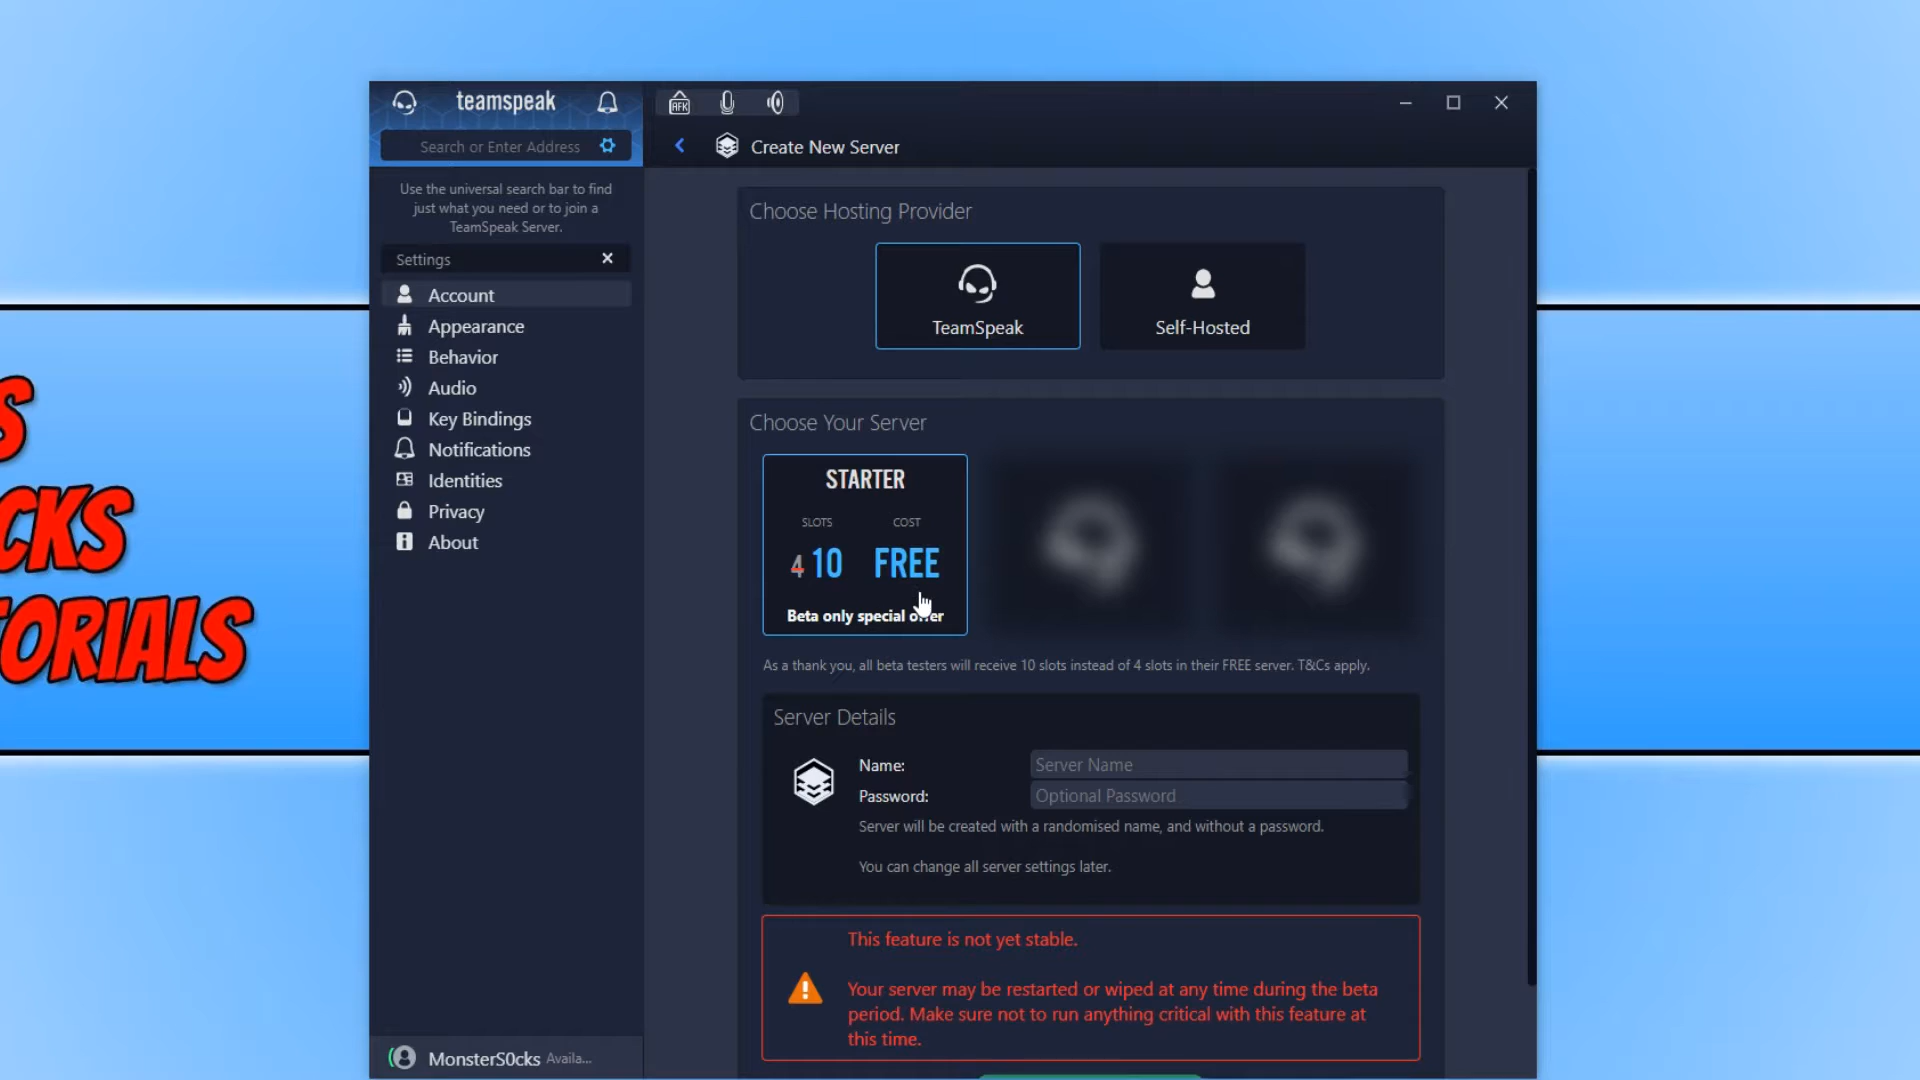 teamspeak
AFK
Search or Enter Address
Create New Server
Use the universal search bar to find
just what you need or to join a
TeamSpeak Server.
Settings
Account
Appearance
Behavior
Audio
Key Bindings
Notifications
Identities
Privacy
About
Choose Hosting Provider
TeamSpeak
Self-Hosted
Choose Your Server
STARTER
SLOTS COST
4 10 FREE
Beta only special offer
As a thank you, all beta testers will receive 10 slots instead of 4 slots in their FREE server. T&Cs apply.
Server Details
Name: Server Name
Password: Optional Password
Server will be created with a randomised name, and without a password.
You can change all server settings later.
This feature is not yet stable.
Your server may be restarted or wiped at any time during the beta
period. Make sure not to run anything critical with this feature at
this time.
MonsterS0cks Availa...
S
CKS
TORIALS